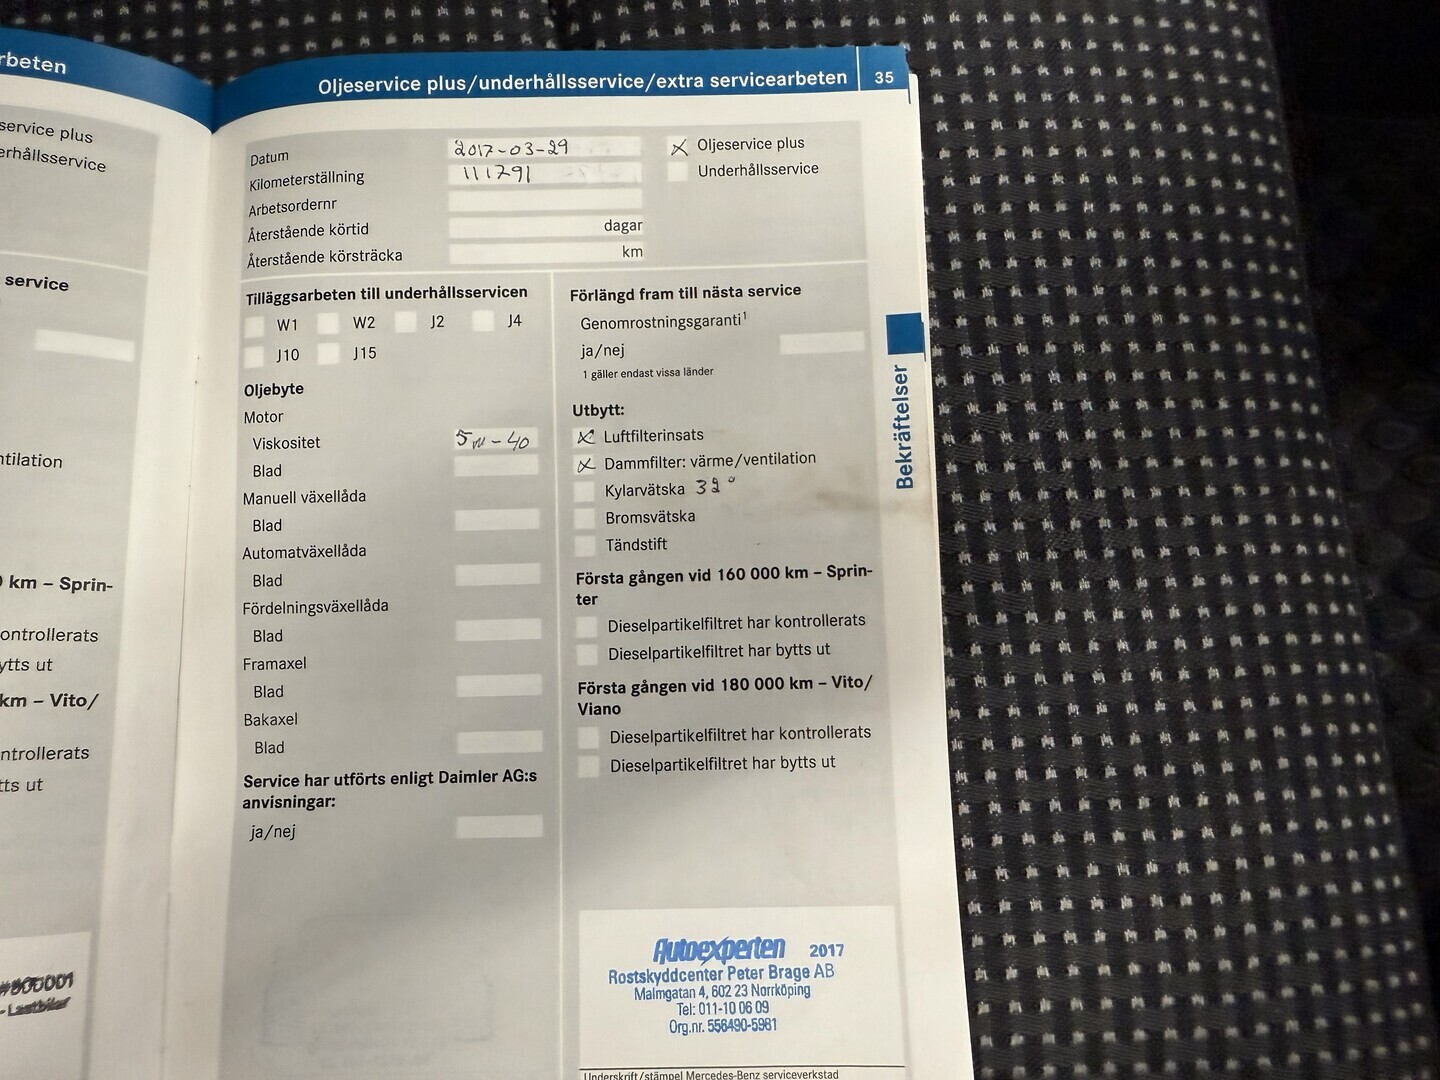 rbeten
service plus
erhållsservice
service
ntilation
km – Sprin-
ontrollerats
ytts ut
km – Vito/
ntrollerats
ts ut
Oljeservice plus/underhållsservice/extra servicearbeten 35
Datum 2017-03-29
Kilometerställning 111791
Arbetsordernr
Återstående körtid dagar
Återstående körsträcka km
X Oljeservice plus
Underhållsservice
Tilläggsarbeten till underhållsservicen
W1 W2 J2 J4
J10 J15
Oljebyte
Motor
Viskositet 5w-40
Blad
Manuell växellåda
Blad
Automatväxellåda
Blad
Fördelningsväxellåda
Blad
Framaxel
Blad
Bakaxel
Blad
Service har utförts enligt Daimler AG:s
anvisningar:
ja/nej
Förlängd fram till nästa service
Genomrostningsgaranti¹
ja/nej
1 gäller endast vissa länder
Utbytt:
X Luftfilterinsats
X Dammfilter: värme/ventilation
Kylarvätska 32°
Bromsvätska
Tändstift
Första gången vid 160 000 km – Sprin-
ter
Dieselpartikelfiltret har kontrollerats
Dieselpartikelfiltret har bytts ut
Första gången vid 180 000 km – Vito/
Viano
Dieselpartikelfiltret har kontrollerats
Dieselpartikelfiltret har bytts ut
Bekräftelser
Autoexperten 2017
Rostskyddcenter Peter Brage AB
Malmgatan 4, 602 23 Norrköping
Tel: 011-10 06 09
Org.nr. 556490-5981
Underskrift/stämpel Mercedes-Benz serviceverkstad